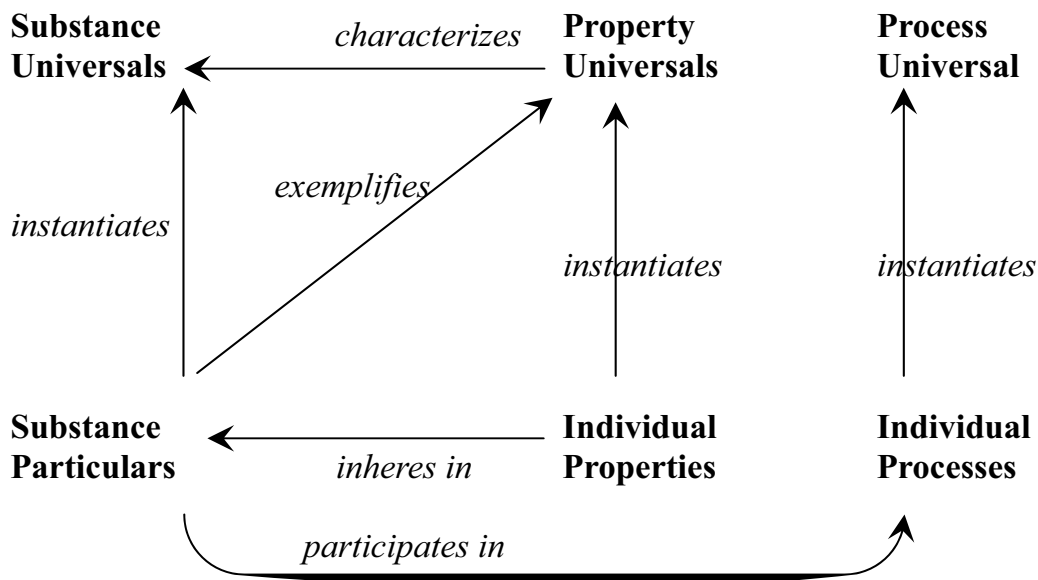 Substance
Universals
characterizes
Property
Universals
Process
Universal
exemplifies
instantiates
instantiates
instantiates
Substance
Particulars
inheres in
Individual
Properties
Individual
Processes
participates in